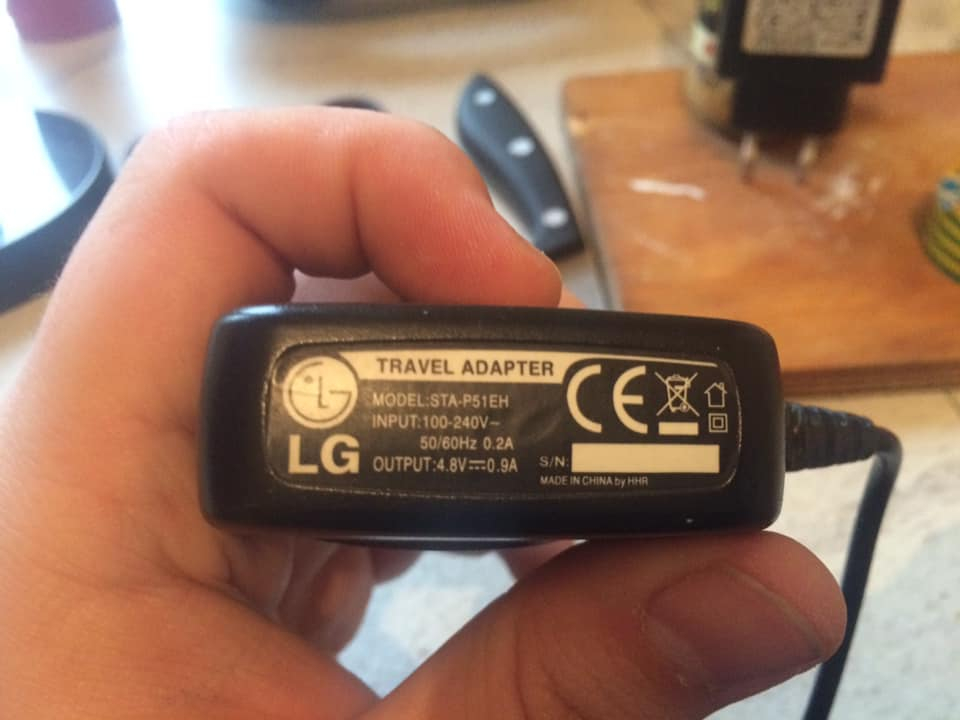 TRAVEL ADAPTER
MODEL:STA-P51EH
INPUT:100-240V~
50/60Hz 0.2A
OUTPUT:4.8V⎓0.9A
LG
CE
S/N:
MADE IN CHINA by HHR